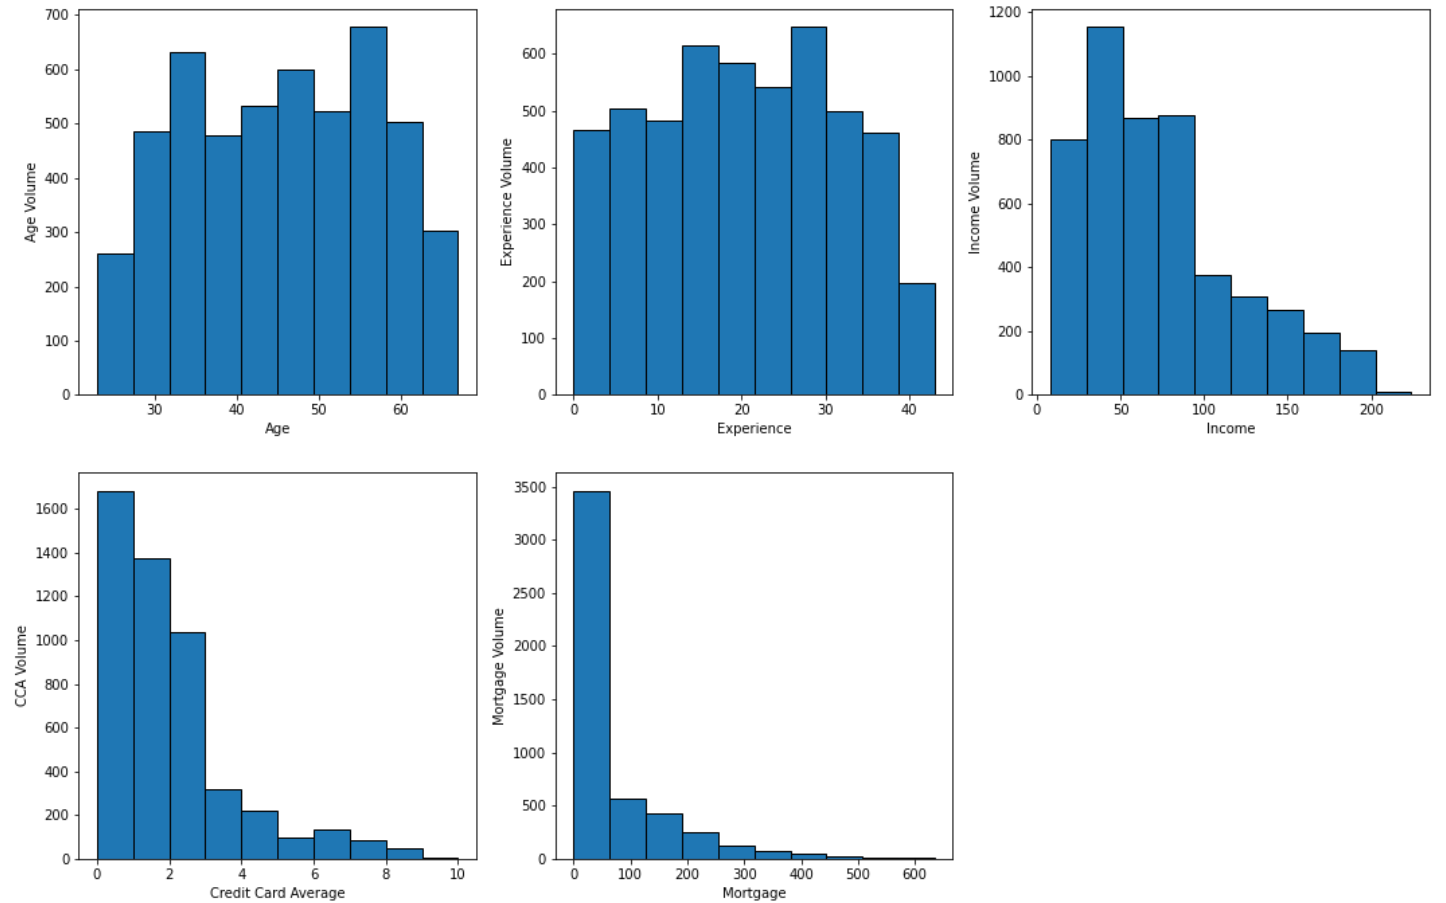 700
600
500
400
300
200
100
0
Age Volume
30 40 50 60
Age
600
500
400
300
200
100
0
Experience Volume
0 10 20 30 40
Experience
1200
1000
800
600
400
200
0
Income Volume
0 50 100 150 200
Income
1600
1400
1200
1000
800
600
400
200
0
CCA Volume
0 2 4 6 8 10
Credit Card Average
3500
3000
2500
2000
1500
1000
500
0
Mortgage Volume
0 100 200 300 400 500 600
Mortgage